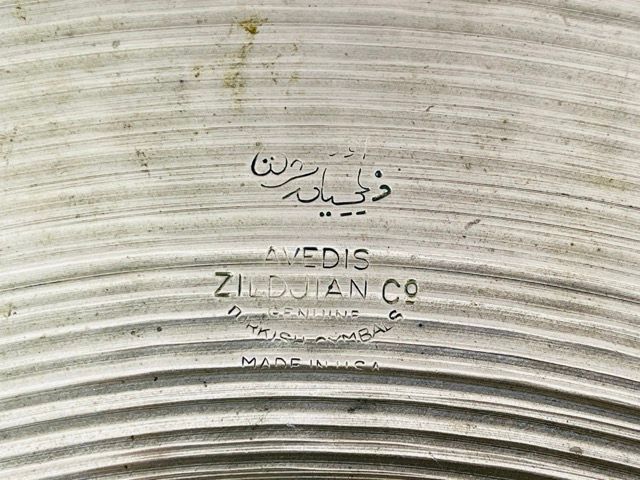 AVEDIS
ZILDJIAN CO
GENUINE
TURKISH CYMBALS
MADE IN U.S.A.